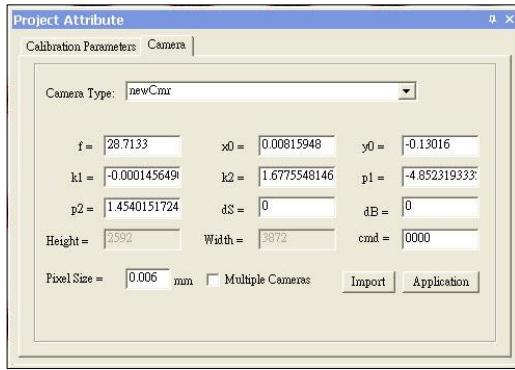 Project Attribute
Calibration Parameters Camera
Camera Type: newCmr
f = 28.7133 x0 = 0.00815948 y0 = -0.13016
k1 = -0.000145649 k2 = 1.6775548146 p1 = -4.852319333
p2 = 1.4540151724 dS = 0 dB = 0
Height = 2592 Width = 3872 cmd = 0000
Pixel Size = 0.006 mm Multiple Cameras Import Application